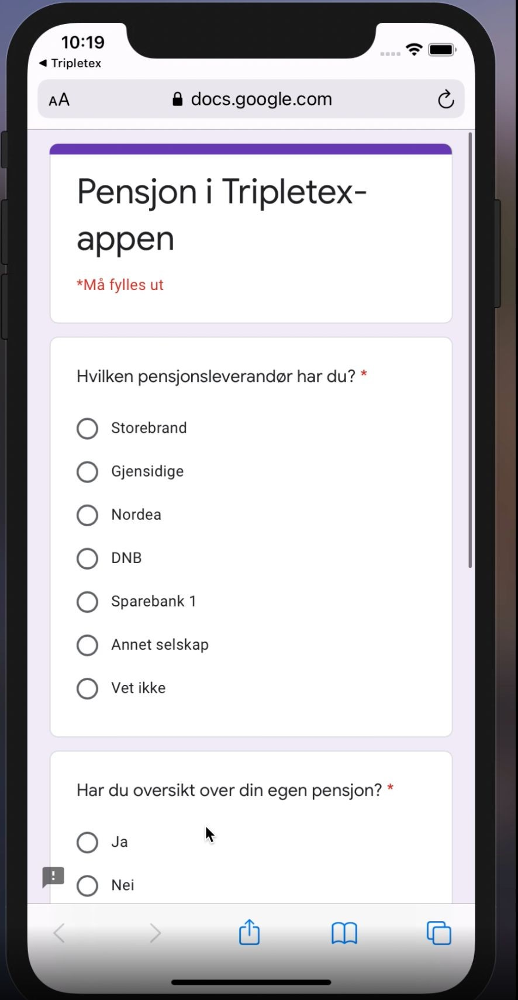 10:19
◀ Tripletex
AA docs.google.com
Pensjon i Tripletex-
appen
*Må fylles ut
Hvilken pensjonsleverandør har du? *
Storebrand
Gjensidige
Nordea
DNB
Sparebank 1
Annet selskap
Vet ikke
Har du oversikt over din egen pensjon? *
Ja
Nei